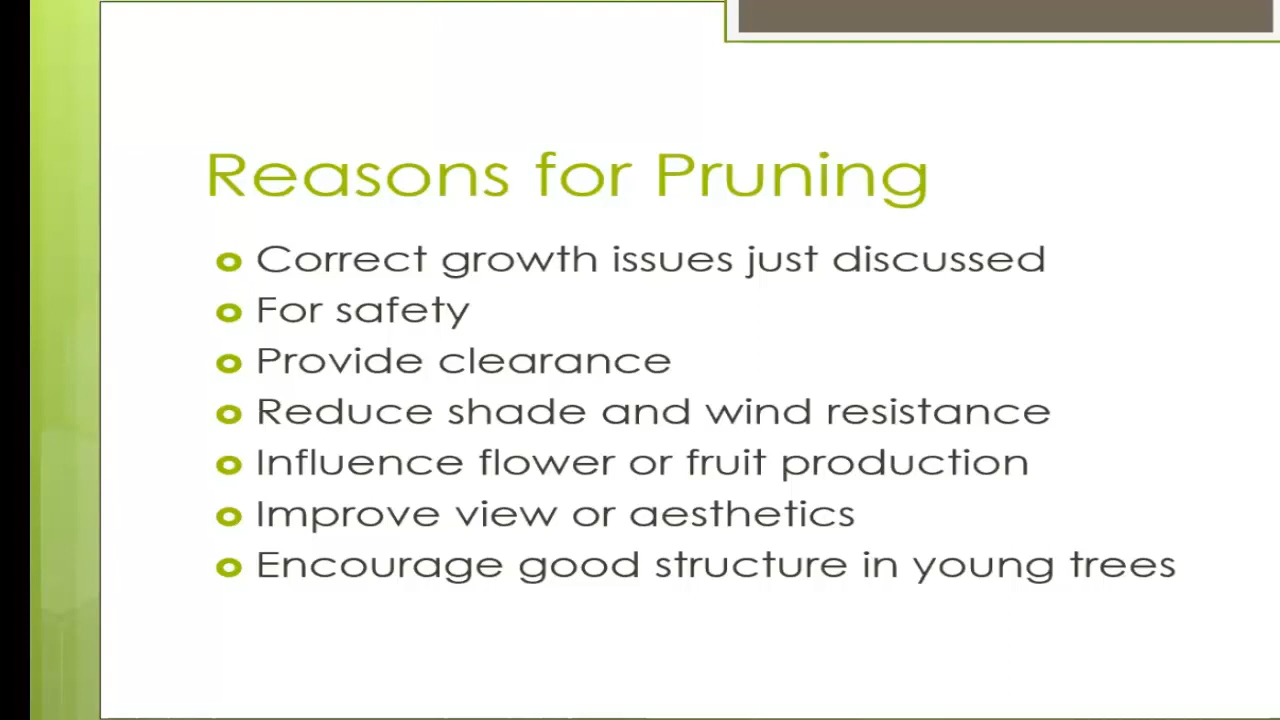 Reasons for Pruning
Correct growth issues just discussed
For safety
Provide clearance
Reduce shade and wind resistance
Influence flower or fruit production
Improve view or aesthetics
Encourage good structure in young trees